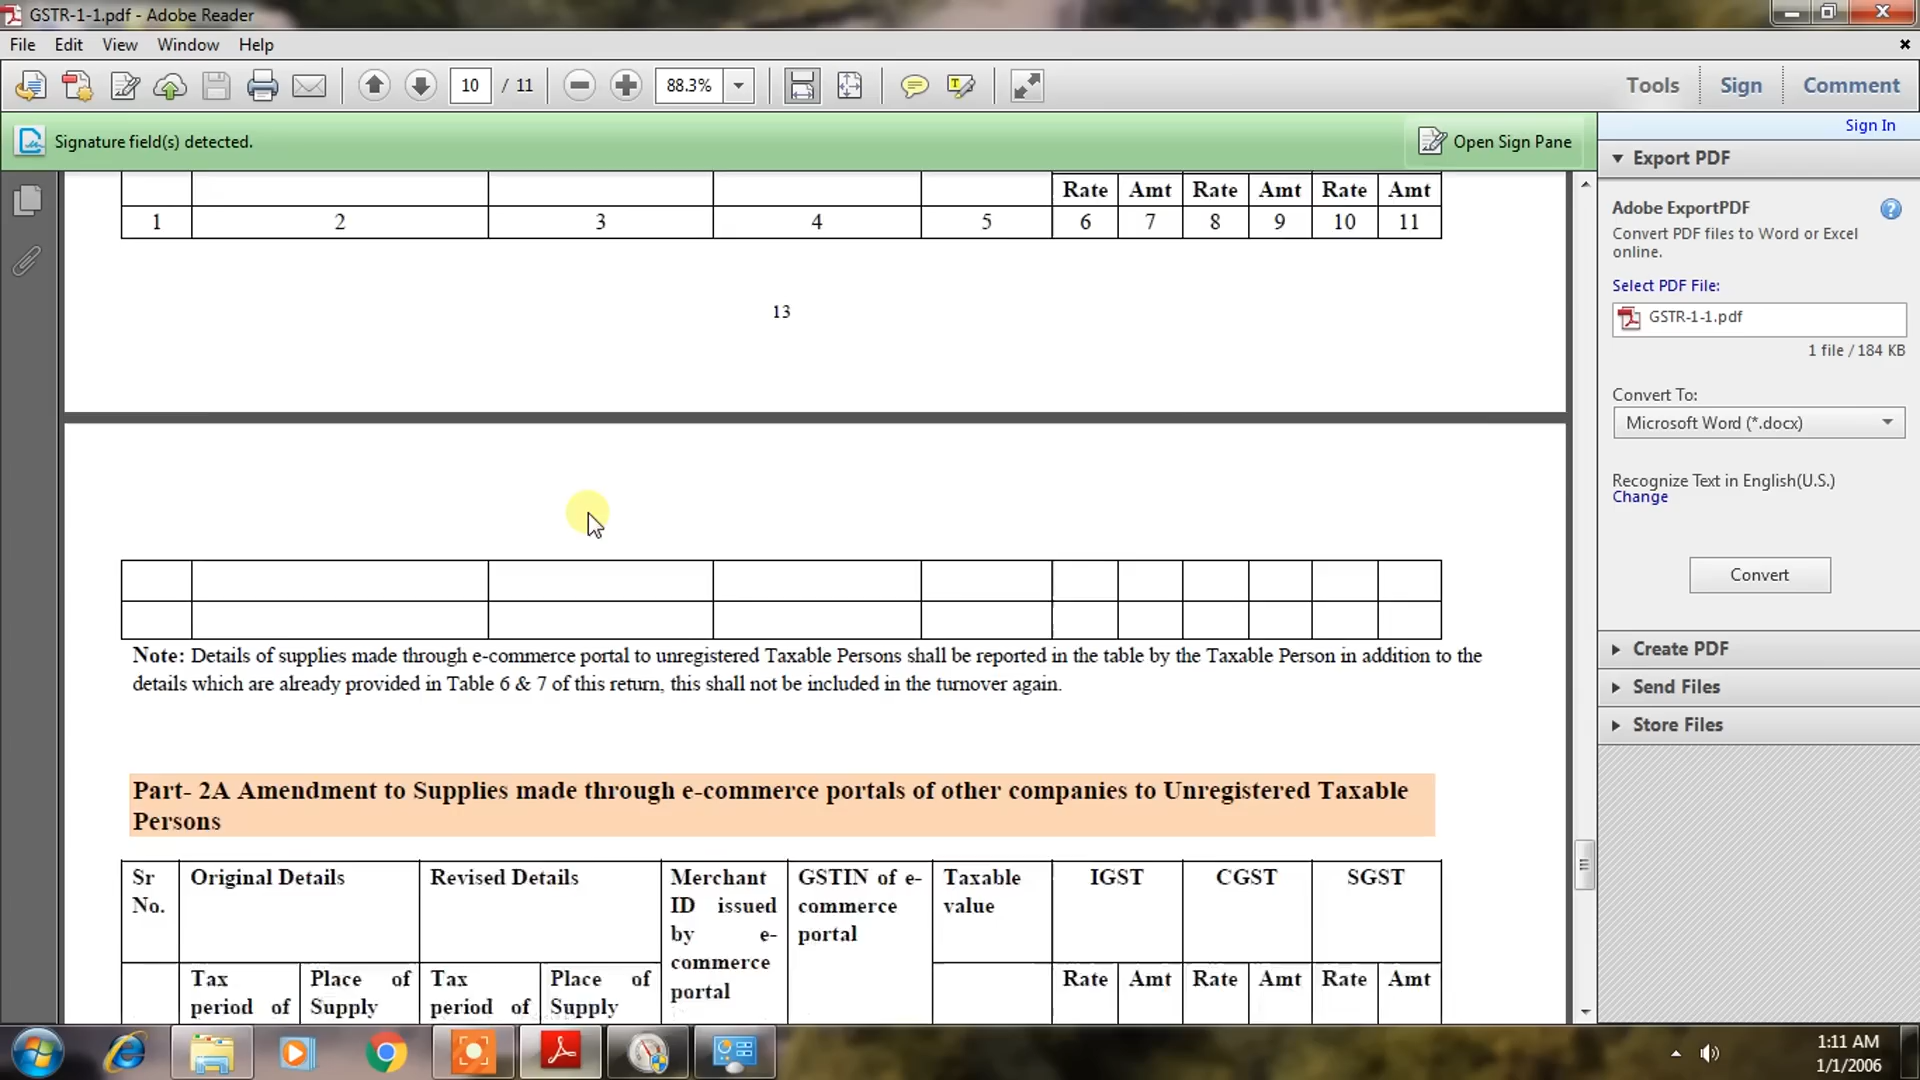 GSTR-1-1.pdf - Adobe Reader
File Edit View Window Help
10 / 11 88.3% Tools Sign Comment
Signature field(s) detected. Open Sign Pane
Sign In
Export PDF
Adobe ExportPDF
Convert PDF files to Word or Excel
online.
Select PDF File:
GSTR-1-1.pdf
1 file / 184 KB
Convert To:
Microsoft Word (*.docx)
Recognize Text in English(U.S.)
Change
Convert
Create PDF
Send Files
Store Files
Rate Amt Rate Amt Rate Amt
1 2 3 4 5 6 7 8 9 10 11
13
Note: Details of supplies made through e-commerce portal to unregistered Taxable Persons shall be reported in the table by the Taxable Person in addition to the
details which are already provided in Table 6 & 7 of this return, this shall not be included in the turnover again.
Part- 2A Amendment to Supplies made through e-commerce portals of other companies to Unregistered Taxable
Persons
Sr Original Details Revised Details Merchant GSTIN of e- Taxable IGST CGST SGST
No. ID issued commerce value
by e- portal
commerce
portal
Tax Place of Tax Place of Rate Amt Rate Amt Rate Amt
period of Supply period of Supply
1:11 AM
1/1/2006